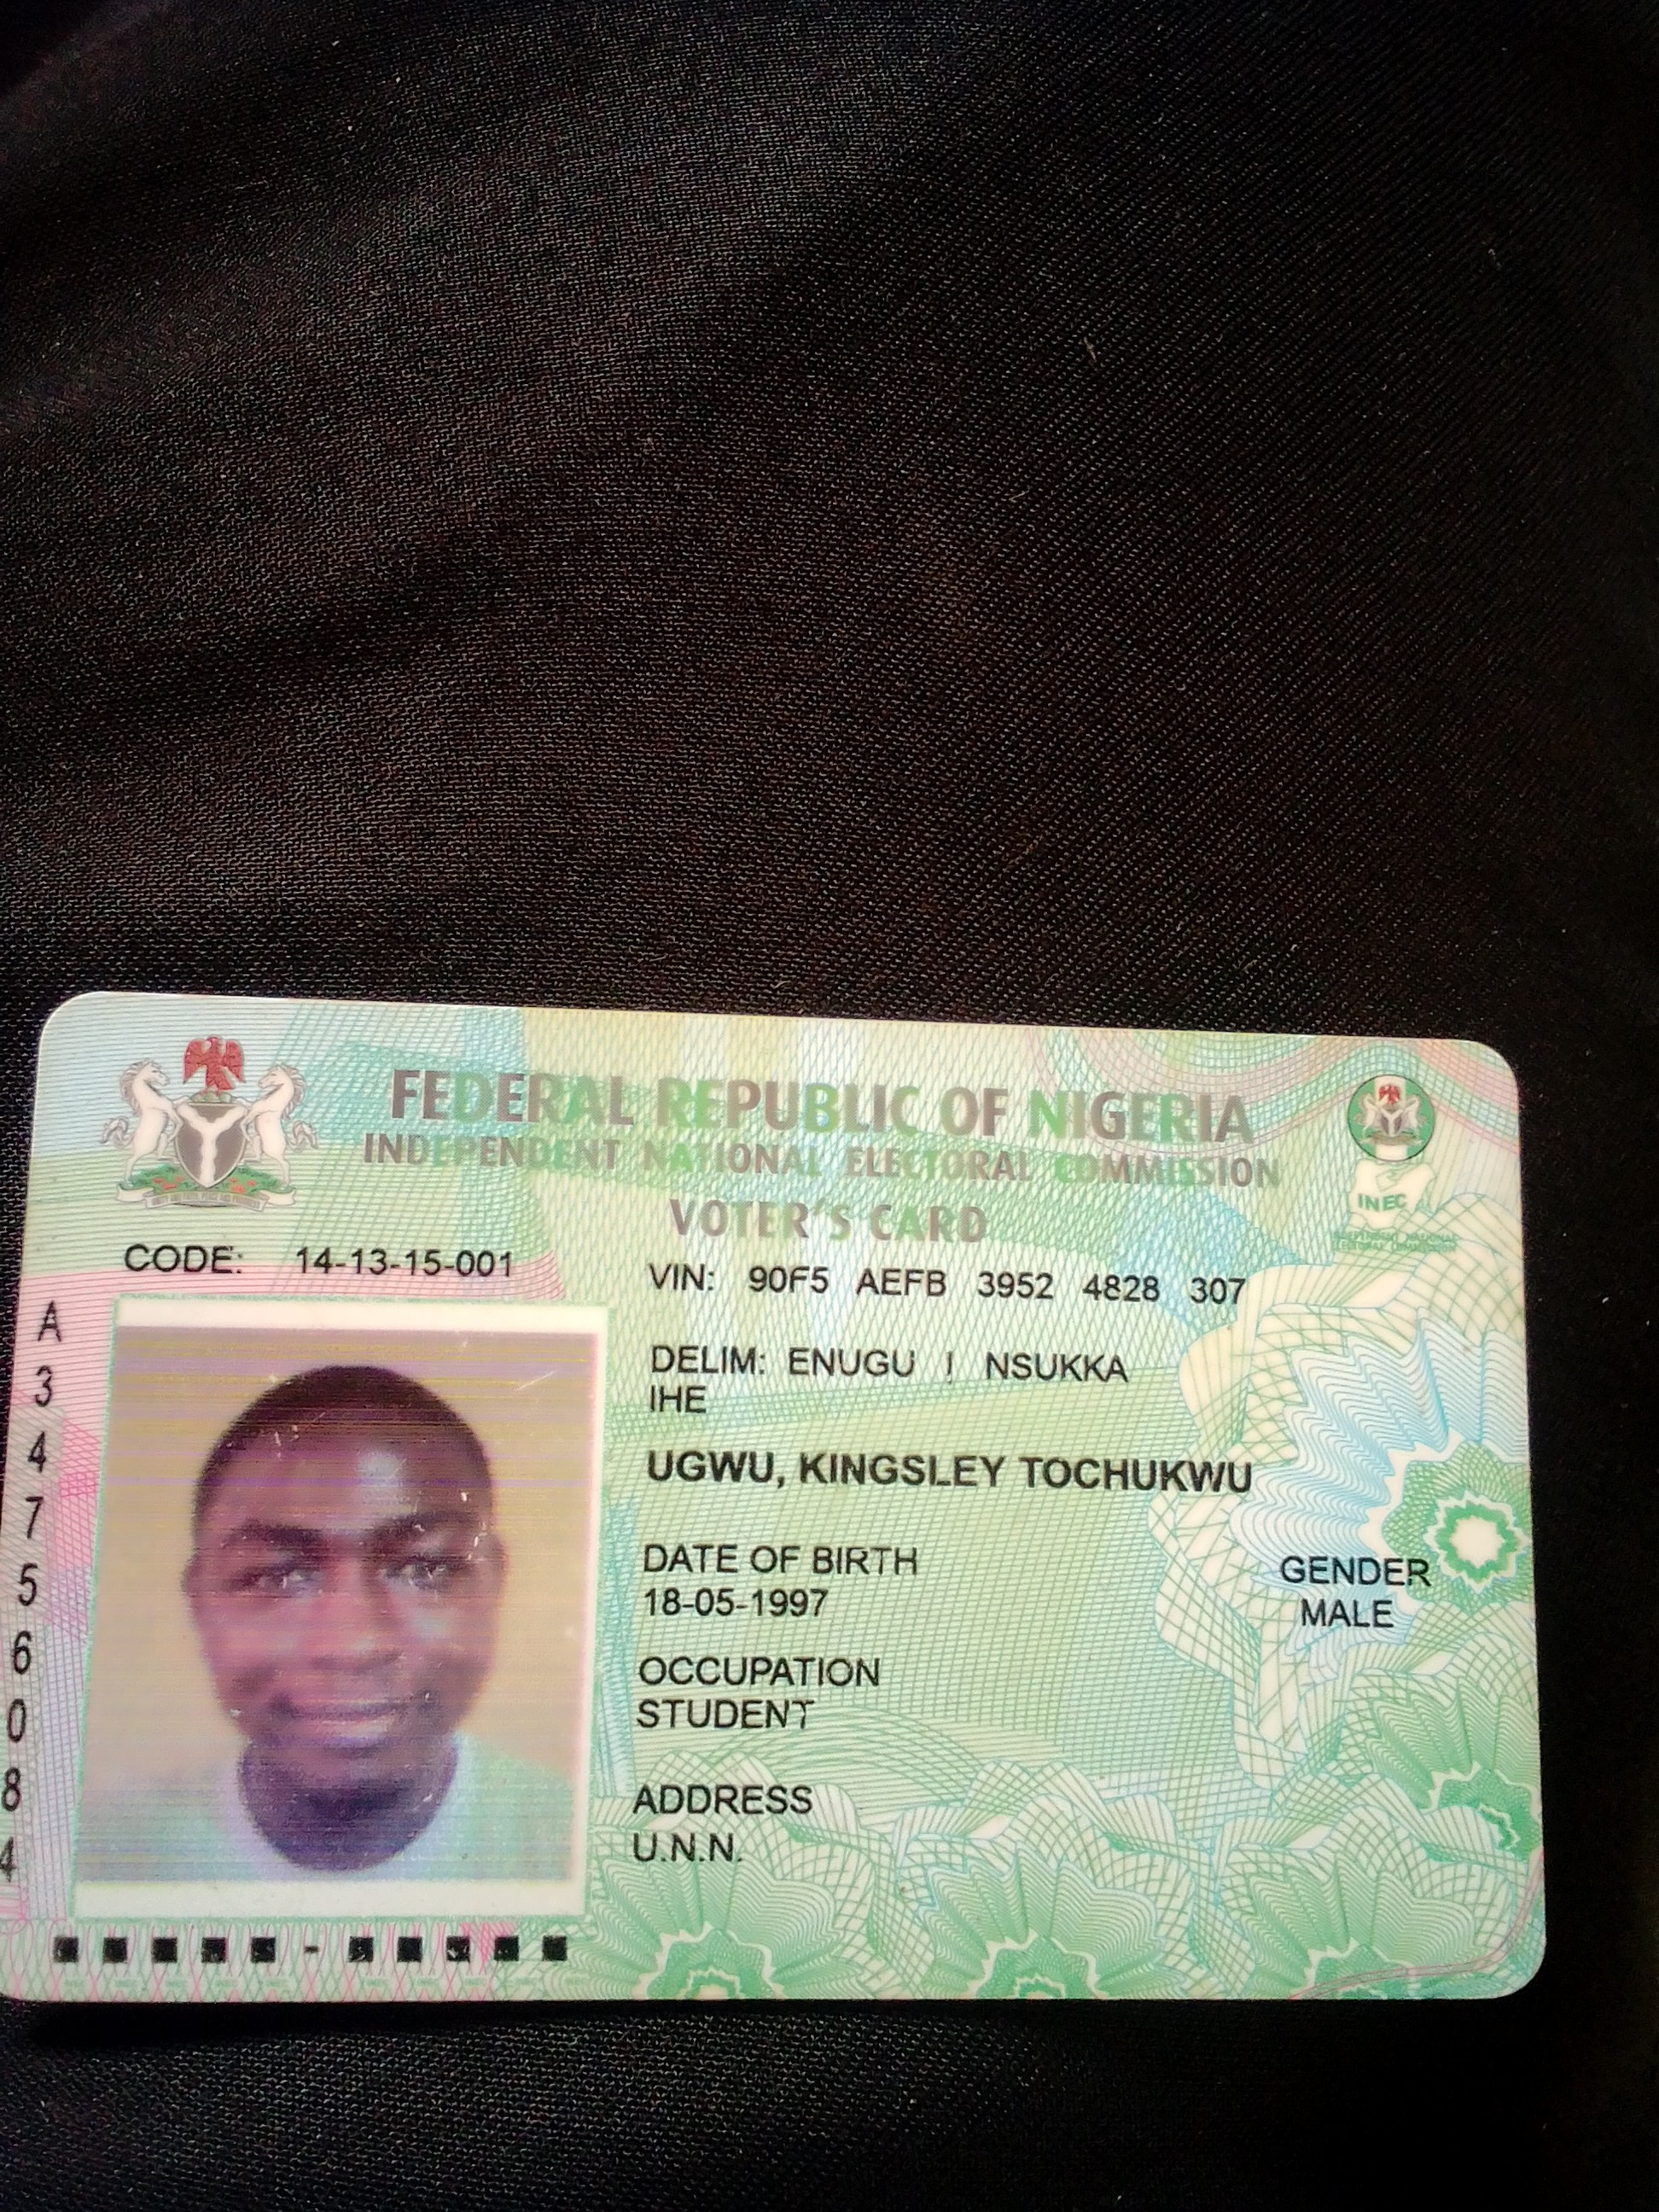 FEDERAL REPUBLIC OF NIGERIA
INDEPENDENT NATIONAL ELECTORAL COMMISSION
VOTER'S CARD
INEC
CODE: 14-13-15-001
VIN: 90F5 AEFB 3952 4828 307
DELIM: ENUGU | NSUKKA
IHE
UGWU, KINGSLEY TOCHUKWU
DATE OF BIRTH
18-05-1997
GENDER
MALE
OCCUPATION
STUDENT
ADDRESS
U.N.N.
A
3
4
7
5
6
0
8
4